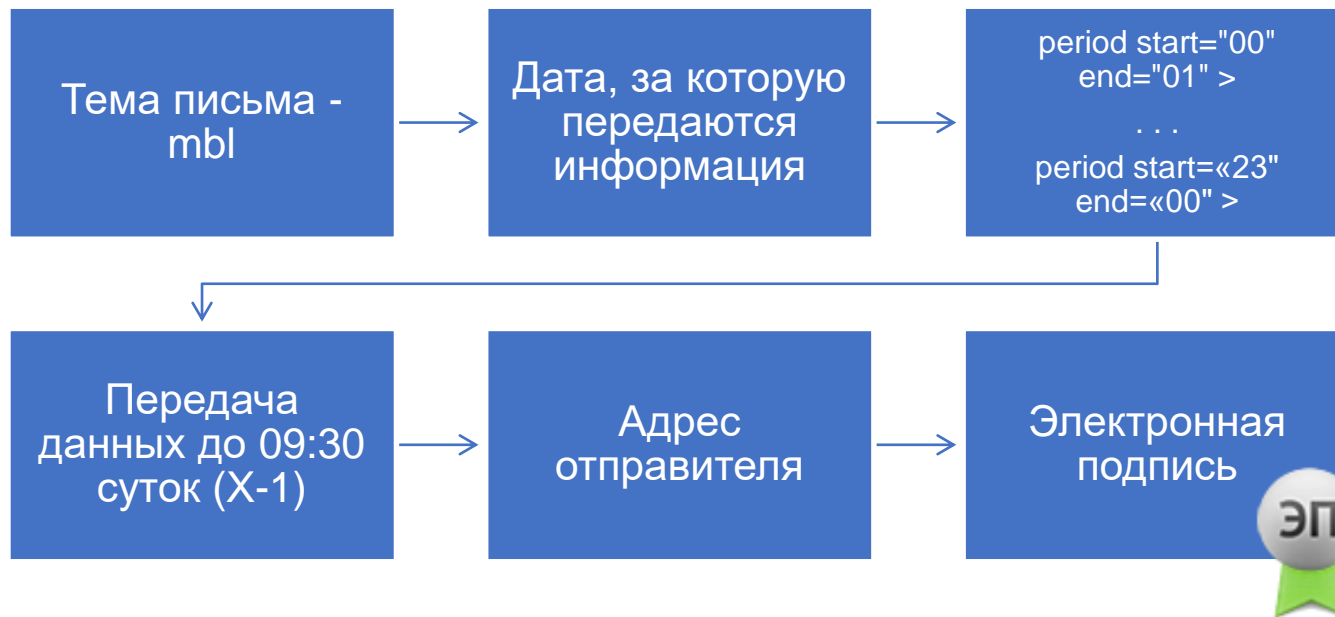 Тема письма -
mbl
Дата, за которую
передаются
информация
period start="00"
end="01" >
. . .
period start=«23"
end=«00" >
Передача
данных до 09:30
суток (X-1)
Адрес
отправителя
Электронная
подпись
ЭП